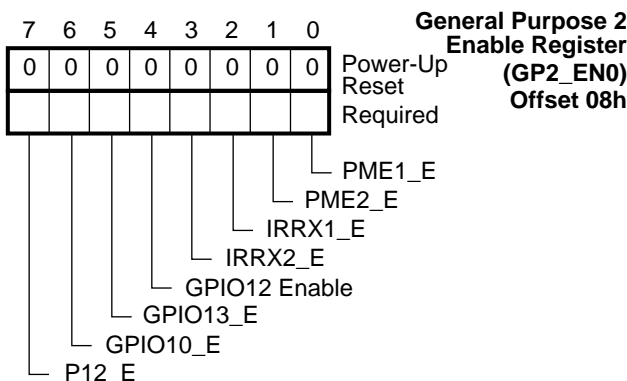 General Purpose 2
Enable Register
(GP2_EN0)
Offset 08h
7 6 5 4 3 2 1 0
0 0 0 0 0 0 0 0 Power-Up
Reset
Required
PME1_E
PME2_E
IRRX1_E
IRRX2_E
GPIO12 Enable
GPIO13_E
GPIO10_E
P12_E